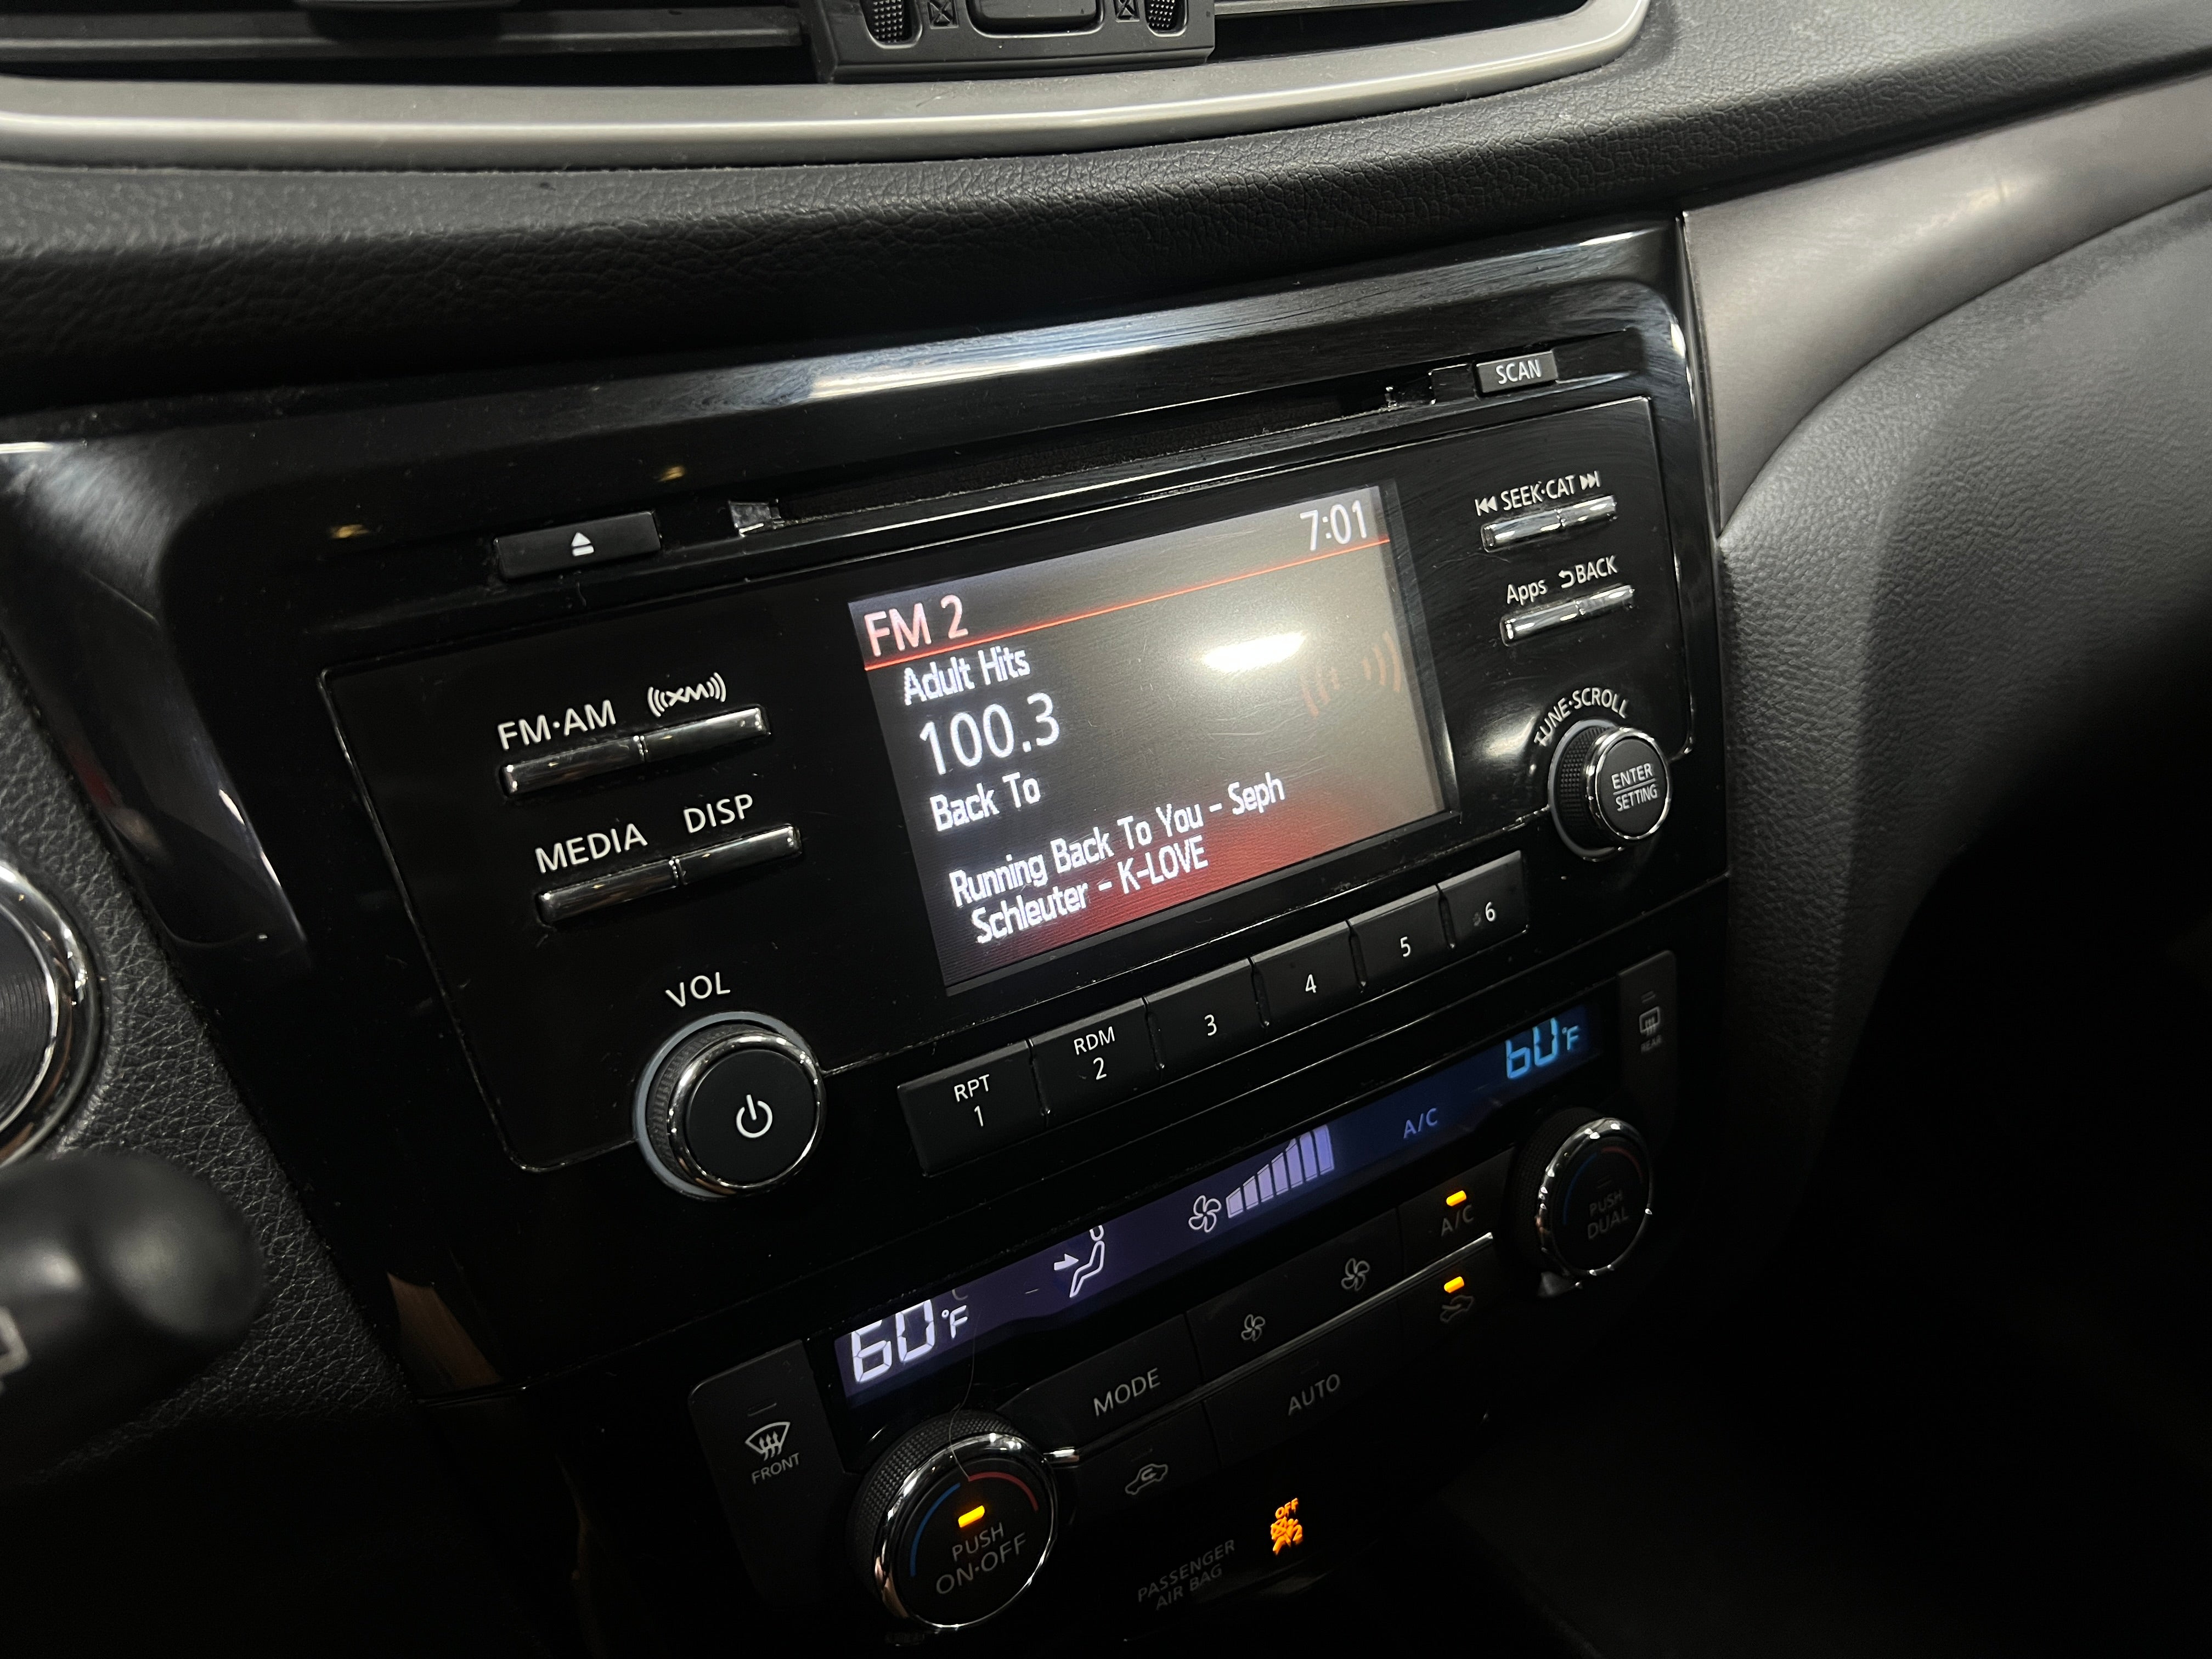 SCAN
7:01
FM 2
Adult Hits
100.3
Back To
Running Back To You - Seph
Schleuter - K-LOVE
FM·AM
XM
MEDIA
DISP
VOL
SEEK·CAT
Apps
BACK
TUNE·SCROLL
ENTER
SETTING
RPT
1
RDM
2
3
4
5
6
60°F
A/C
60°F
REAR
FRONT
MODE
AUTO
A/C
PUSH
DUAL
PUSH
ON·OFF
PASSENGER
AIR BAG
OFF
2